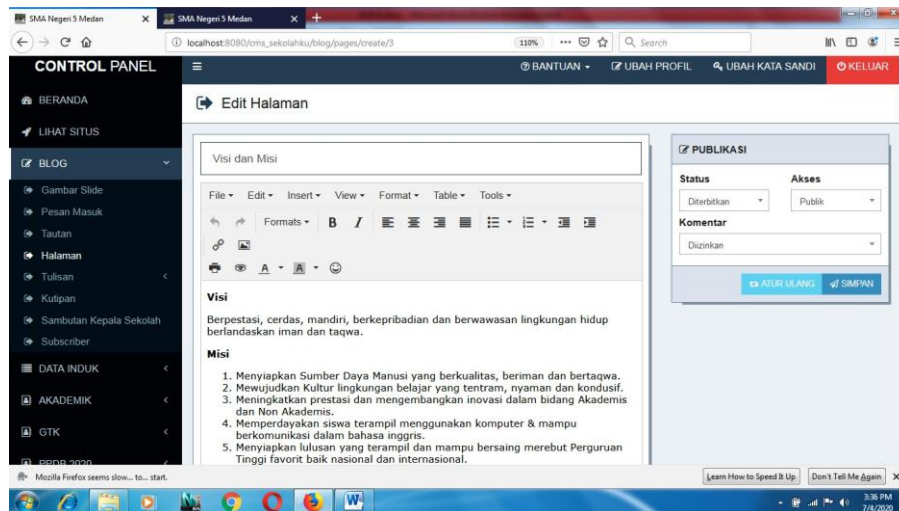 SMA Negeri 5 Medan
SMA Negeri 5 Medan
localhost:8080/cms_sekolahku/blog/pages/create/3
110%
Search
CONTROL PANEL
BANTUAN
UBAH PROFIL
UBAH KATA SANDI
KELUAR
BERANDA
LIHAT SITUS
BLOG
Gambar Slide
Pesan Masuk
Tautan
Halaman
Tulisan
Kutipan
Sambutan Kepala Sekolah
Subscriber
DATA INDUK
AKADEMIK
GTK
PPDB 2020
Edit Halaman
Visi dan Misi
File Edit Insert View Format Table Tools
Formats B I
A A
Visi
Berpestasi, cerdas, mandiri, berkepribadian dan berwawasan lingkungan hidup
berlandaskan iman dan taqwa.
Misi
1. Menyiapkan Sumber Daya Manusi yang berkualitas, beriman dan bertaqwa.
2. Mewujudkan Kultur lingkungan belajar yang tentram, nyaman dan kondusif.
3. Meningkatkan prestasi dan mengembangkan inovasi dalam bidang Akademis
dan Non Akademis.
4. Memperdayakan siswa terampil menggunakan komputer & mampu
berkomunikasi dalam bahasa inggris.
5. Menyiapkan lulusan yang terampil dan mampu bersaing merebut Perguruan
Tinggi favorit baik nasional dan internasional.
PUBLIKASI
Status Akses
Diterbitkan Publik
Komentar
Diizinkan
ATUR ULANG
SIMPAN
Mozilla Firefox seems slow... to... start.
Learn How to Speed It Up
Don't Tell Me Again
3:36 PM
7/4/2020